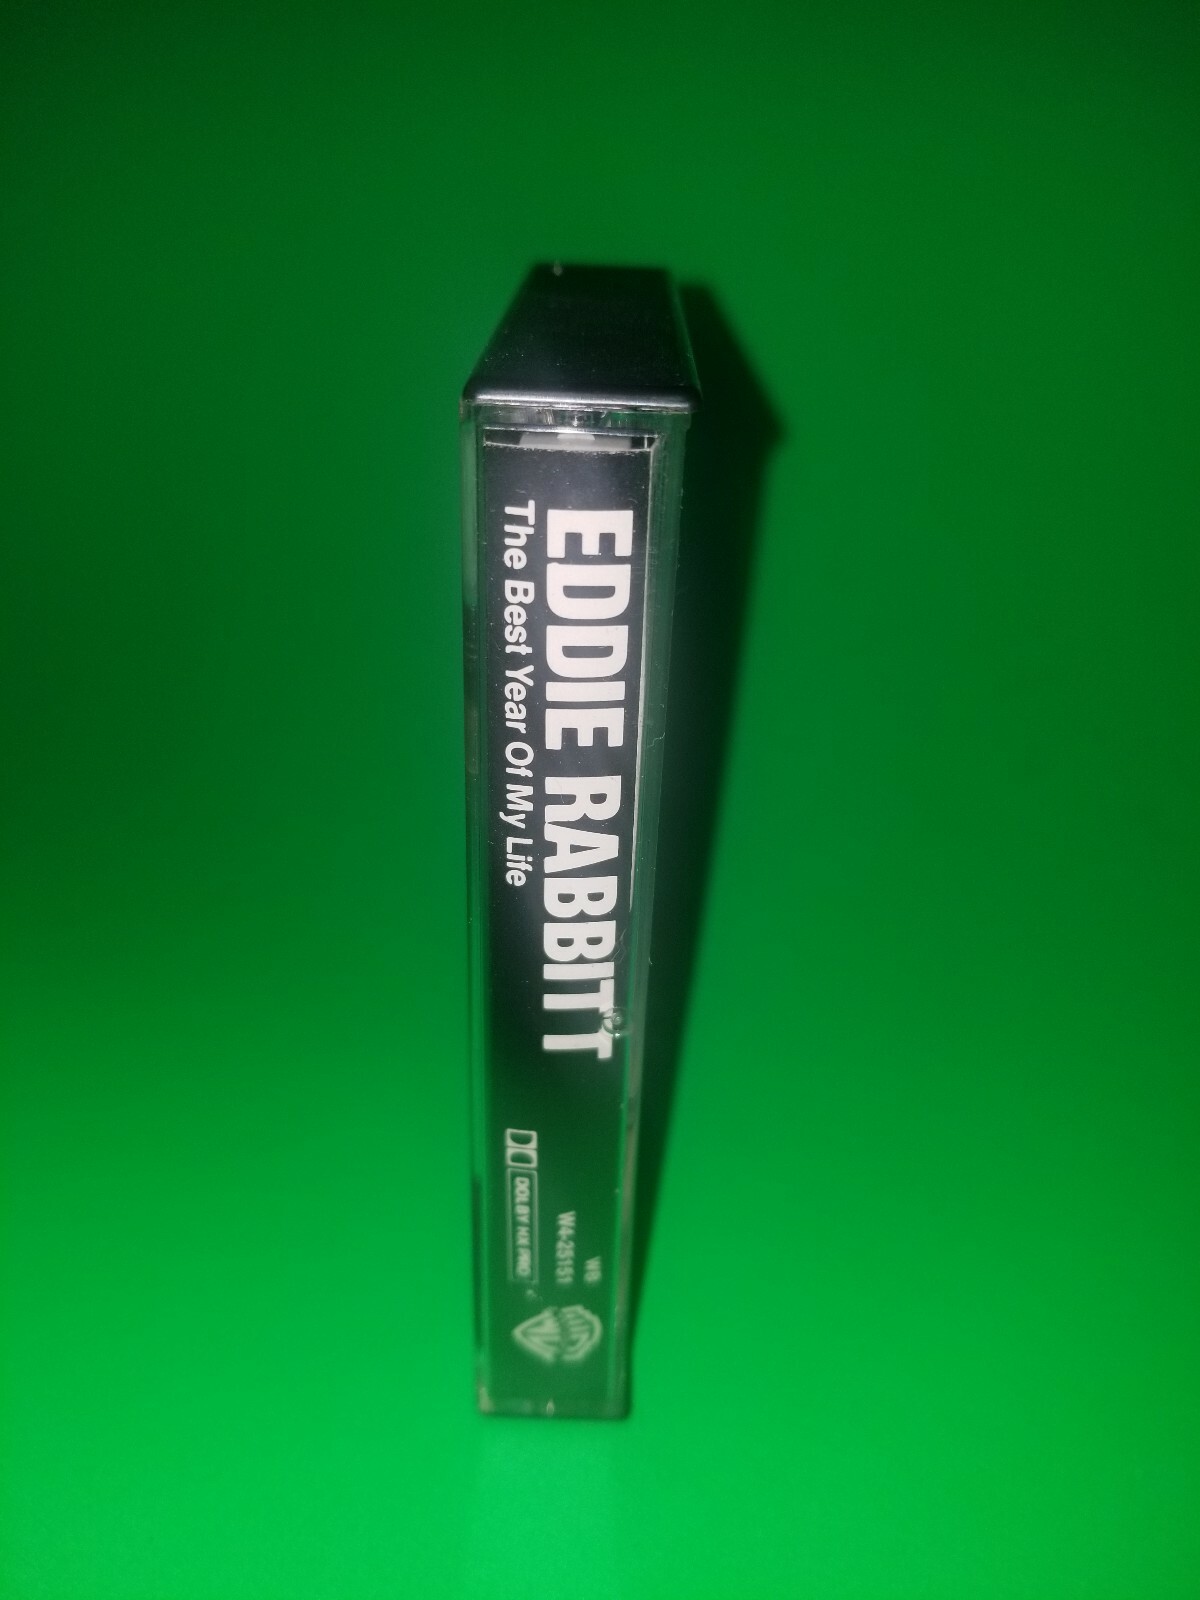 EDDIE RABBITT
The Best Year Of My Life
WB
W4-25151
DOLBY HX PRO